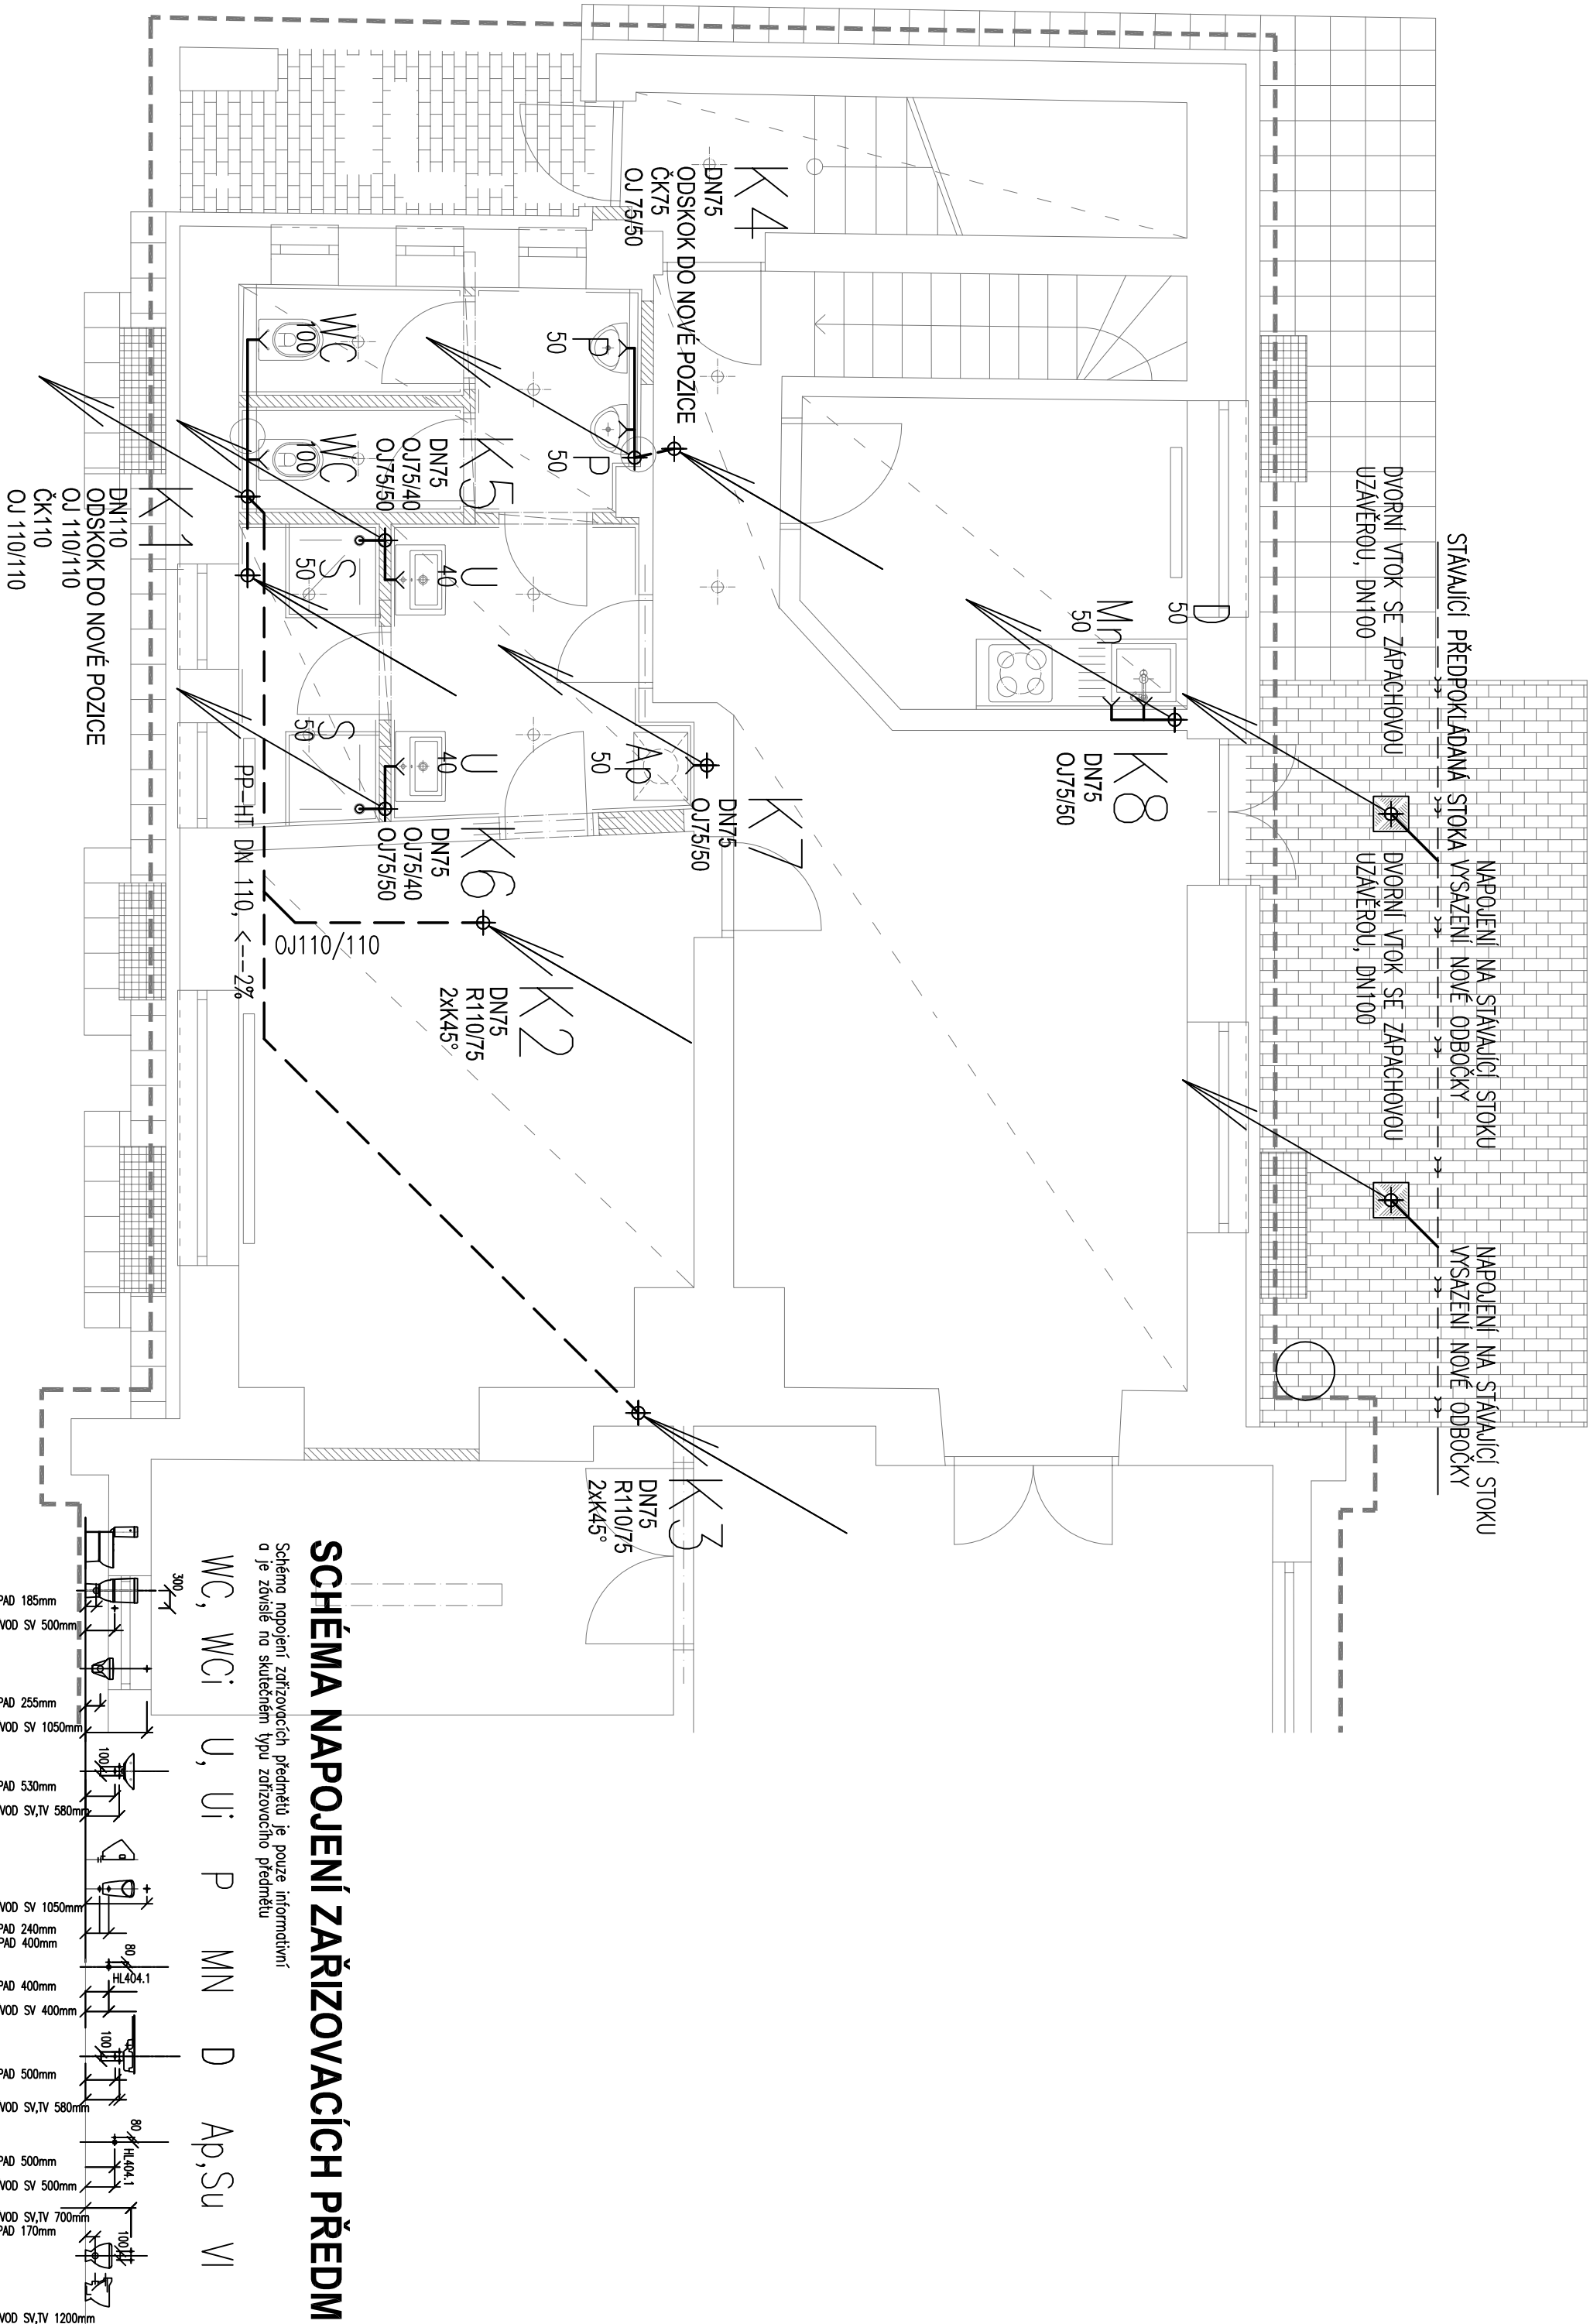 STÁVAJÍCÍ PŘEDPOKLÁDANÁ STOKA
NAPOJENÍ NA STÁVAJÍCÍ STOKU
VYSAZENÍ NOVÉ ODBOČKY
NAPOJENÍ NA STÁVAJÍCÍ STOKU
VYSAZENÍ NOVÉ ODBOČKY
DVORNÍ VTOK SE ZÁPACHOVOU
UZÁVĚROU, DN100
DVORNÍ VTOK SE ZÁPACHOVOU
UZÁVĚROU, DN100
D
50
Mn
50
K8
DN75
OJ75/50
K4
DN75
ODSKOK DO NOVÉ POZICE
ČK75
OJ 75/50
K7
DN75
OJ75/50
P
50
P
50
Ap
50
K3
DN75
R110/75
2xK45°
K2
DN75
R110/75
2xK45°
K5
DN75
OJ75/40
OJ75/50
U
40
U
40
K6
DN75
OJ75/40
OJ75/50
WC
100
WC
100
S
50
S
50
OJ110/110
PP-HT DN 110, <--2%
K1
DN110
ODSKOK DO NOVÉ POZICE
OJ 110/110
ČK110
OJ 110/110
SCHÉMA NAPOJENÍ ZAŘIZOVACÍCH PŘEDM
Schéma napojení zařizovacích předmětů je pouze informativní
a je závislé na skutečném typu zařizovacího předmětu
WC, WCi U, Ui P MN D Ap,Su Vl
300
100
80
HL404.1
100
80
HL404.1
100
PAD 185mm
VOD SV 500mm
PAD 255mm
VOD SV 1050mm
PAD 530mm
VOD SV,TV 580mm
VOD SV 1050mm
PAD 240mm
PAD 400mm
PAD 400mm
VOD SV 400mm
PAD 500mm
VOD SV,TV 580mm
PAD 500mm
VOD SV 500mm
VOD SV,TV 700mm
PAD 170mm
VOD SV,TV 1200mm